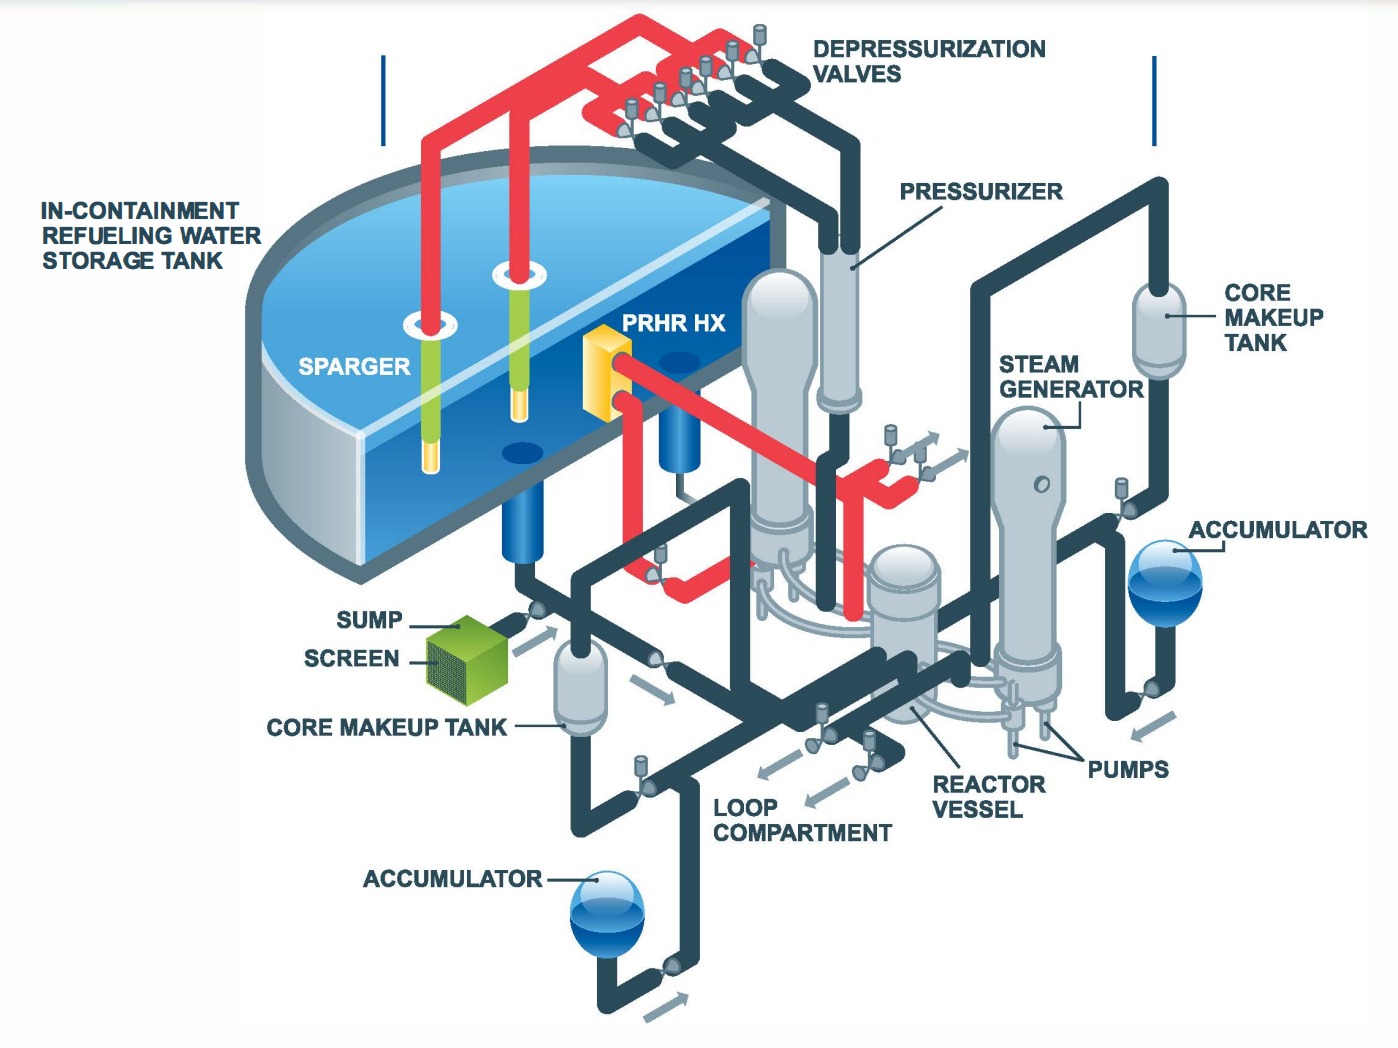 DEPRESSURIZATION
VALVES
PRESSURIZER
IN-CONTAINMENT
REFUELING WATER
STORAGE TANK
CORE
MAKEUP
TANK
PRHR HX
SPARGER
STEAM
GENERATOR
ACCUMULATOR
SUMP
SCREEN
CORE MAKEUP TANK
PUMPS
REACTOR
VESSEL
LOOP
COMPARTMENT
ACCUMULATOR